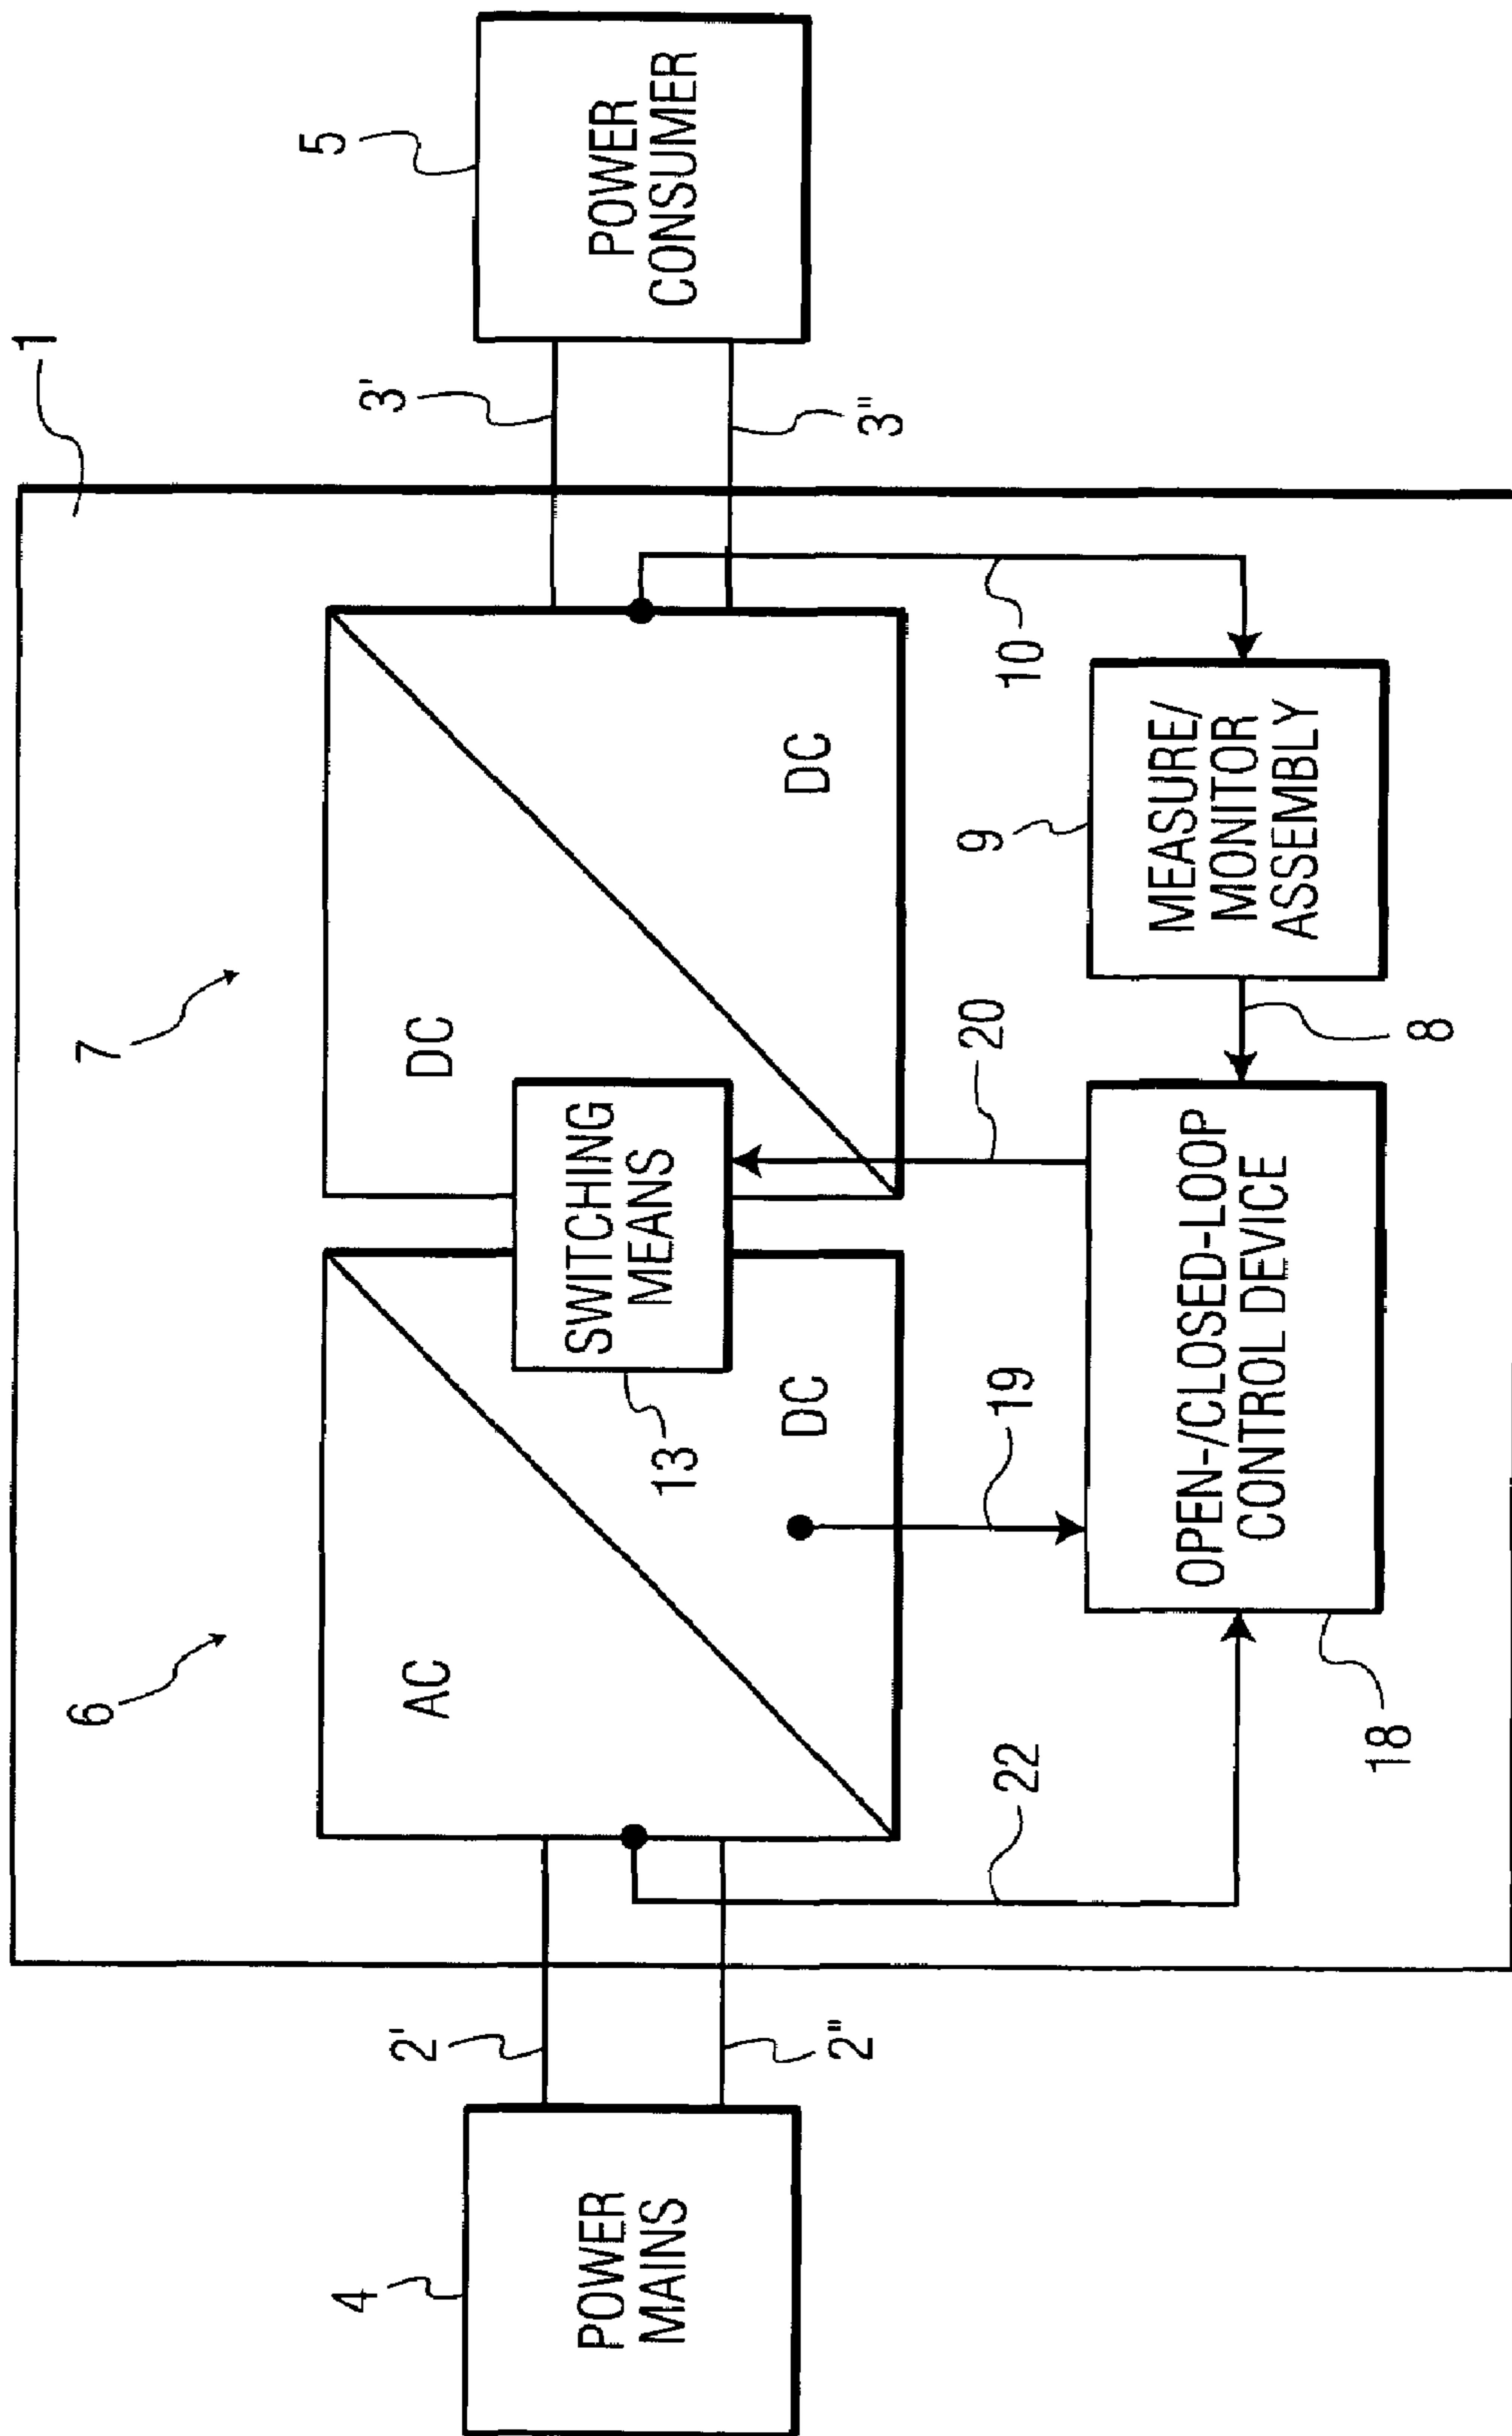 1
6
7
4
POWER
MAINS
2'
2"
AC
DC
SWITCHING
MEANS
13
DC
DC
3'
3"
5
POWER
CONSUMER
22
19
20
10
18
OPEN-/CLOSED-LOOP
CONTROL DEVICE
8
9
MEASURE/
MONITOR
ASSEMBLY